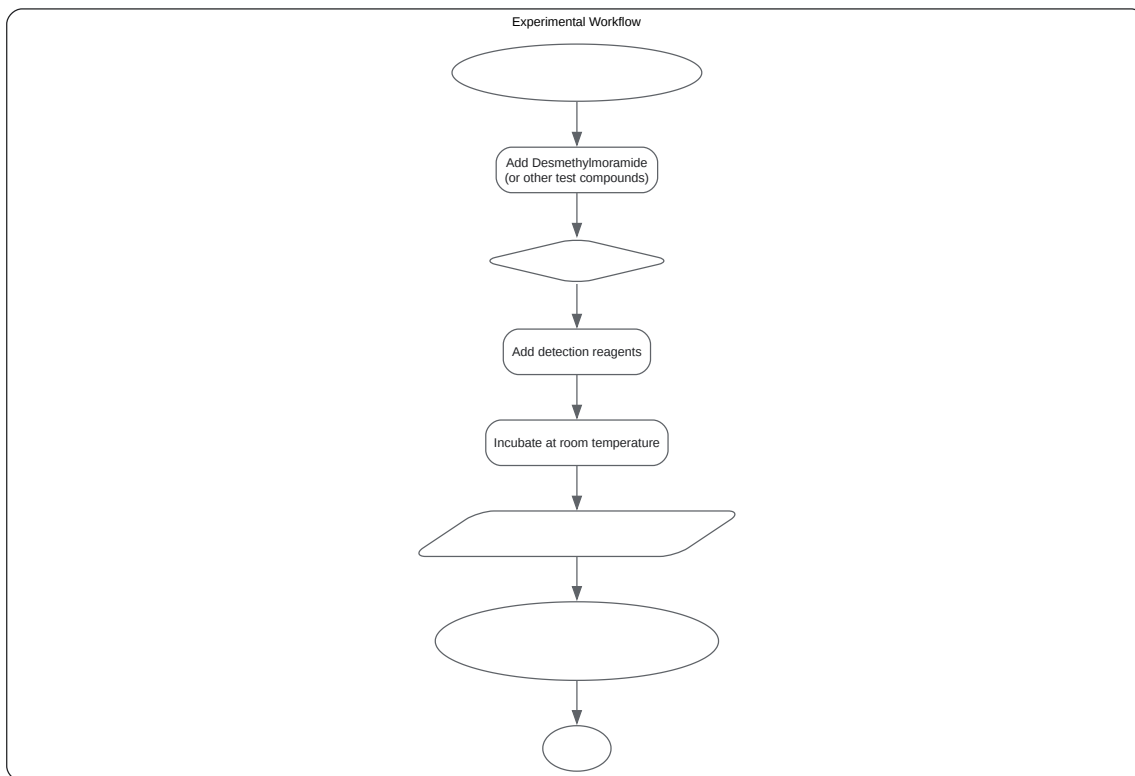 Experimental Workflow
Add Desmethylmoramide
(or other test compounds)
Add detection reagents
Incubate at room temperature